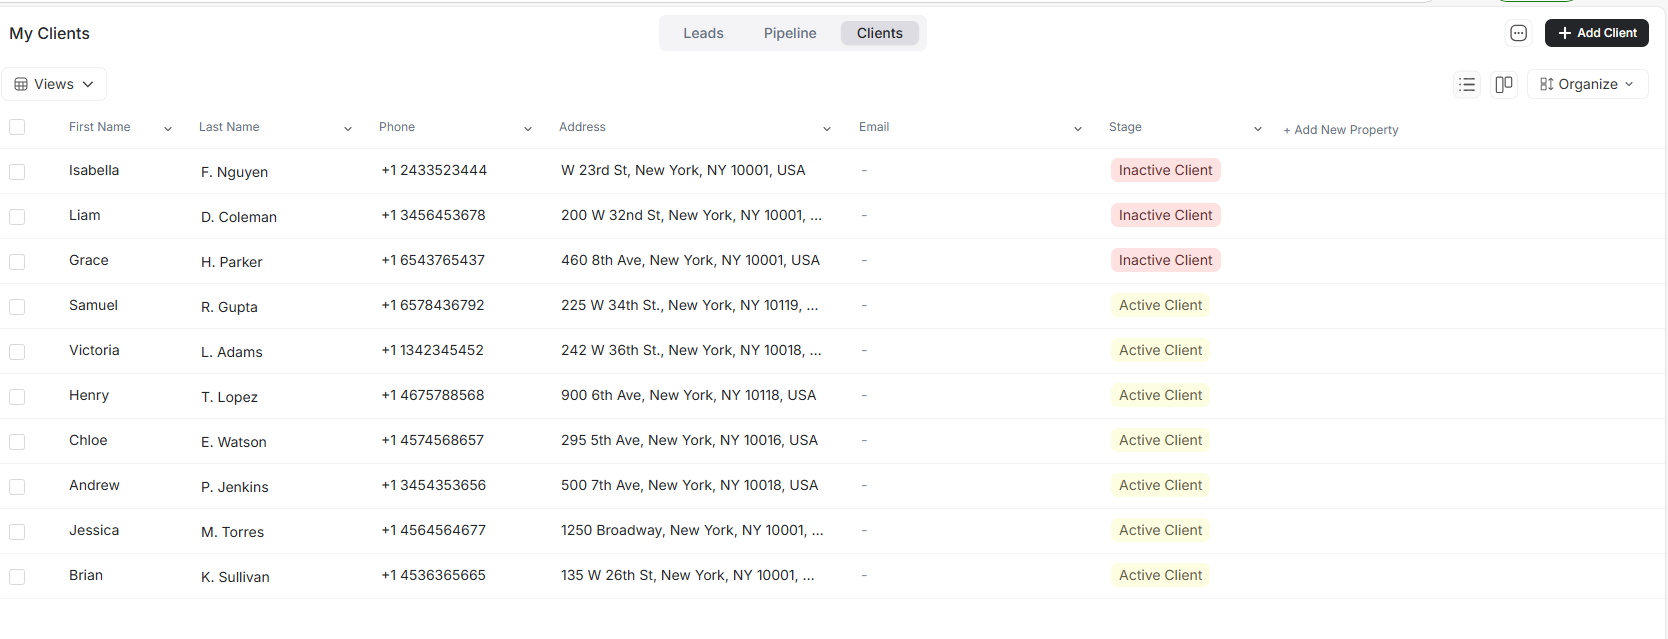 My Clients
Leads Pipeline Clients
+ Add Client
Views
Organize
First Name Last Name Phone Address Email Stage + Add New Property
Isabella F. Nguyen +1 2433523444 W 23rd St, New York, NY 10001, USA - Inactive Client
Liam D. Coleman +1 3456453678 200 W 32nd St, New York, NY 10001, ... - Inactive Client
Grace H. Parker +1 6543765437 460 8th Ave, New York, NY 10001, USA - Inactive Client
Samuel R. Gupta +1 6578436792 225 W 34th St., New York, NY 10119, ... - Active Client
Victoria L. Adams +1 1342345452 242 W 36th St., New York, NY 10018, ... - Active Client
Henry T. Lopez +1 4675788568 900 6th Ave, New York, NY 10118, USA - Active Client
Chloe E. Watson +1 4574568657 295 5th Ave, New York, NY 10016, USA - Active Client
Andrew P. Jenkins +1 3454353656 500 7th Ave, New York, NY 10018, USA - Active Client
Jessica M. Torres +1 4564564677 1250 Broadway, New York, NY 10001, ... - Active Client
Brian K. Sullivan +1 4536365665 135 W 26th St, New York, NY 10001, ... - Active Client